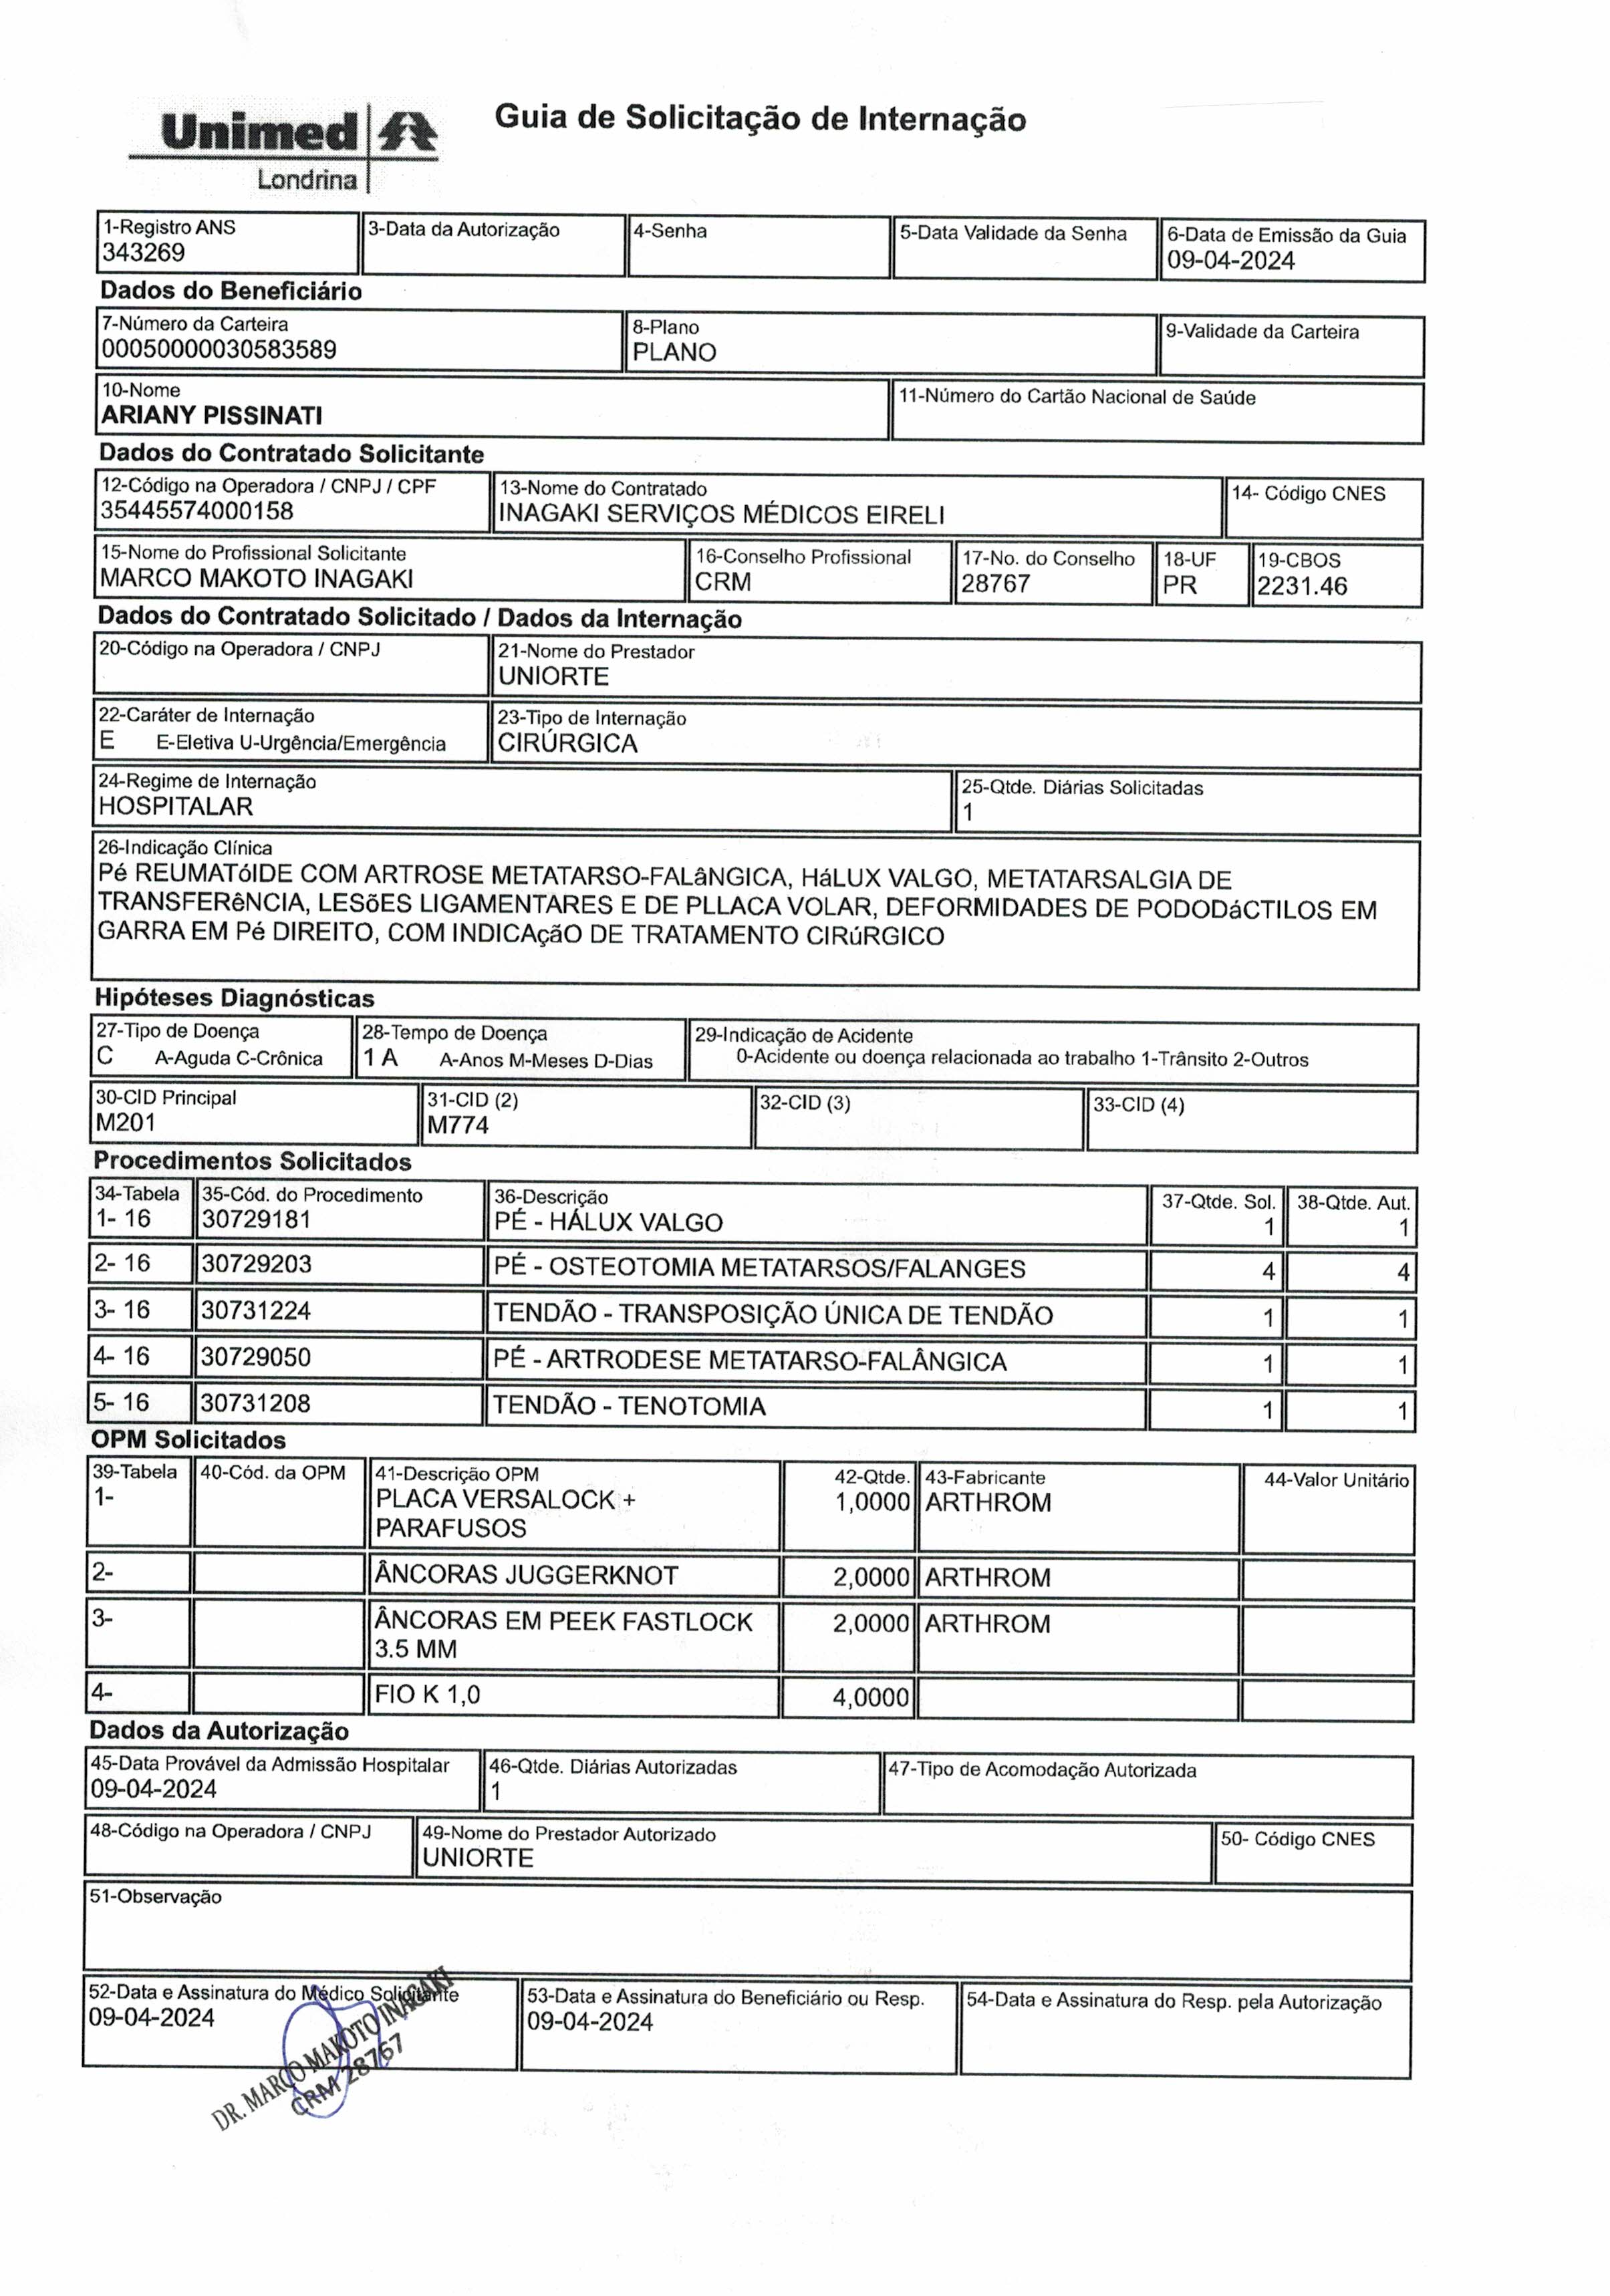 Unimed
Londrina
Guia de Solicitação de Internação
1-Registro ANS
343269
3-Data da Autorização
4-Senha
5-Data Validade da Senha
6-Data de Emissão da Guia
09-04-2024
Dados do Beneficiário
7-Número da Carteira
00050000030583589
8-Plano
PLANO
9-Validade da Carteira
10-Nome
ARIANY PISSINATI
11-Número do Cartão Nacional de Saúde
Dados do Contratado Solicitante
12-Código na Operadora / CNPJ / CPF
35445574000158
13-Nome do Contratado
INAGAKI SERVIÇOS MÉDICOS EIRELI
14- Código CNES
15-Nome do Profissional Solicitante
MARCO MAKOTO INAGAKI
16-Conselho Profissional
CRM
17-No. do Conselho
28767
18-UF
PR
19-CBOS
2231.46
Dados do Contratado Solicitado / Dados da Internação
20-Código na Operadora / CNPJ
21-Nome do Prestador
UNIORTE
22-Caráter de Internação
E E-Eletiva U-Urgência/Emergência
23-Tipo de Internação
CIRÚRGICA
24-Regime de Internação
HOSPITALAR
25-Qtde. Diárias Solicitadas
1
26-Indicação Clínica
Pé REUMATóIDE COM ARTROSE METATARSO-FALâNGICA, HáLUX VALGO, METATARSALGIA DE
TRANSFERêNCIA, LESõES LIGAMENTARES E DE PLLACA VOLAR, DEFORMIDADES DE PODODáCTILOS EM
GARRA EM Pé DIREITO, COM INDICAçãO DE TRATAMENTO CIRúRGICO
Hipóteses Diagnósticas
27-Tipo de Doença
C A-Aguda C-Crônica
28-Tempo de Doença
1 A A-Anos M-Meses D-Dias
29-Indicação de Acidente
0-Acidente ou doença relacionada ao trabalho 1-Trânsito 2-Outros
30-CID Principal
M201
31-CID (2)
M774
32-CID (3)
33-CID (4)
Procedimentos Solicitados
34-Tabela 35-Cód. do Procedimento 36-Descrição 37-Qtde. Sol. 38-Qtde. Aut.
1- 16 30729181 PÉ - HÁLUX VALGO 1 1
2- 16 30729203 PÉ - OSTEOTOMIA METATARSOS/FALANGES 4 4
3- 16 30731224 TENDÃO - TRANSPOSIÇÃO ÚNICA DE TENDÃO 1 1
4- 16 30729050 PÉ - ARTRODESE METATARSO-FALÂNGICA 1 1
5- 16 30731208 TENDÃO - TENOTOMIA 1 1
OPM Solicitados
39-Tabela 40-Cód. da OPM 41-Descrição OPM 42-Qtde. 43-Fabricante 44-Valor Unitário
1- PLACA VERSALOCK + 1,0000 ARTHROM
PARAFUSOS
2- ÂNCORAS JUGGERKNOT 2,0000 ARTHROM
3- ÂNCORAS EM PEEK FASTLOCK 2,0000 ARTHROM
3.5 MM
4- FIO K 1,0 4,0000
Dados da Autorização
45-Data Provável da Admissão Hospitalar
09-04-2024
46-Qtde. Diárias Autorizadas
1
47-Tipo de Acomodação Autorizada
48-Código na Operadora / CNPJ
49-Nome do Prestador Autorizado
UNIORTE
50- Código CNES
51-Observação
52-Data e Assinatura do Médico Solicitante
09-04-2024
53-Data e Assinatura do Beneficiário ou Resp.
09-04-2024
54-Data e Assinatura do Resp. pela Autorização
DR. MARCO MAKOTO INAGAKI
CRM 28767